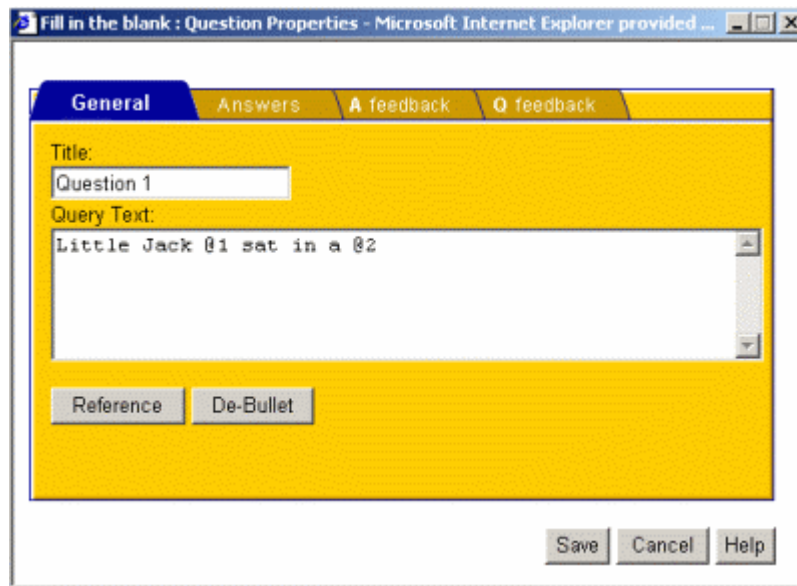 Fill in the blank : Question Properties - Microsoft Internet Explorer provided ...
General Answers A feedback Q feedback
Title:
Question 1
Query Text:
Little Jack @1 sat in a @2
Reference De-Bullet
Save Cancel Help